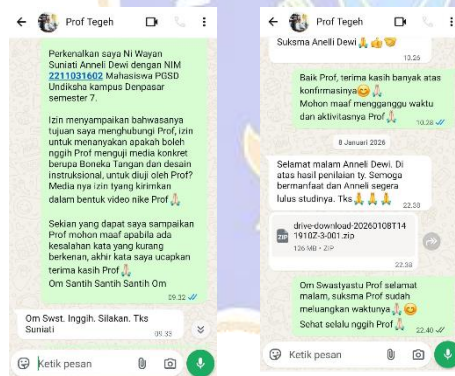 Prof Tegeh
Perkenalkan saya Ni Wayan
Suniati Anneli Dewi dengan NIM
2211031602 Mahasiswa PGSD
Undiksha kampus Denpasar
semester 7.
Izin menyampaikan bahwasanya
tujuan saya menghubungi Prof, izin
untuk menanyakan apakah boleh
nggih Prof menguji media konkret
berupa Boneka Tangan dan desain
instruksional, untuk diuji oleh Prof?
Media nya izin tyang kirimkan
dalam bentuk video nike Prof🙏
Sekian yang dapat saya sampaikan
Prof mohon maaf apabila ada
kesalahan kata yang kurang
berkenan, akhir kata saya ucapkan
terima kasih Prof🙏
Om Santih Santih Santih Om
09.32
Om Swst. Inggih. Silakan. Tks
Suniati
09.33
Ketik pesan
Prof Tegeh
Suksma Anelli Dewi🙏👍🤝
10.26
Baik Prof, terima kasih banyak atas
konfirmasinya😊🙏
Mohon maaf mengganggu waktu
dan aktivitasnya Prof🙏
10.28
8 Januari 2026
Selamat malam Anneli Dewi. Di
atas hasil penilaian ty. Semoga
bermanfaat dan Anneli segera
lulus studinya. Tks🙏🙏🙏
22.38
drive-download-20260108T14
1910Z-3-001.zip
ZIP
126 MB • ZIP
22.38
Om Swastyastu Prof selamat
malam, suksma Prof sudah
meluangkan waktunya🙏😊
Sehat selalu nggih Prof🙏
22.40
Ketik pesan